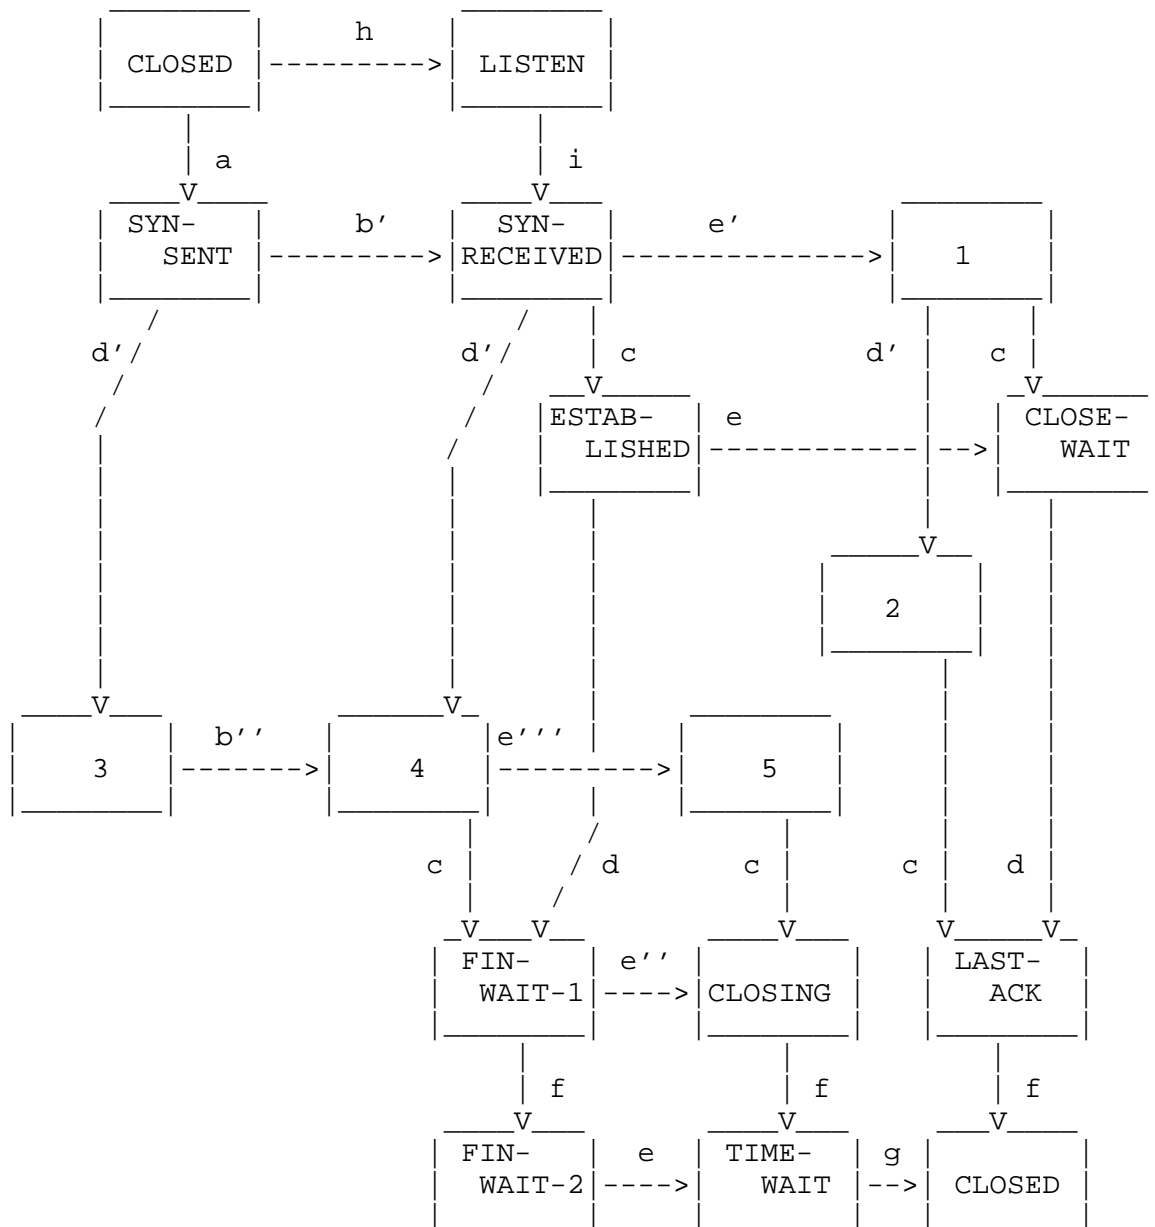 h
CLOSED --------->| LISTEN
a i
SYN- b' SYN- e'
SENT --------->|RECEIVED -------------->| 1
d' d' c d' c
ESTAB- e CLOSE-
LISHED ------------|-->| WAIT
2
b'' e'''
3 ------->| 4 --------->| 5
c d c c d
FIN- e'' LAST-
WAIT-1 ---->|CLOSING ACK
f f f
FIN- e TIME- g
WAIT-2 ---->| WAIT -->| CLOSED